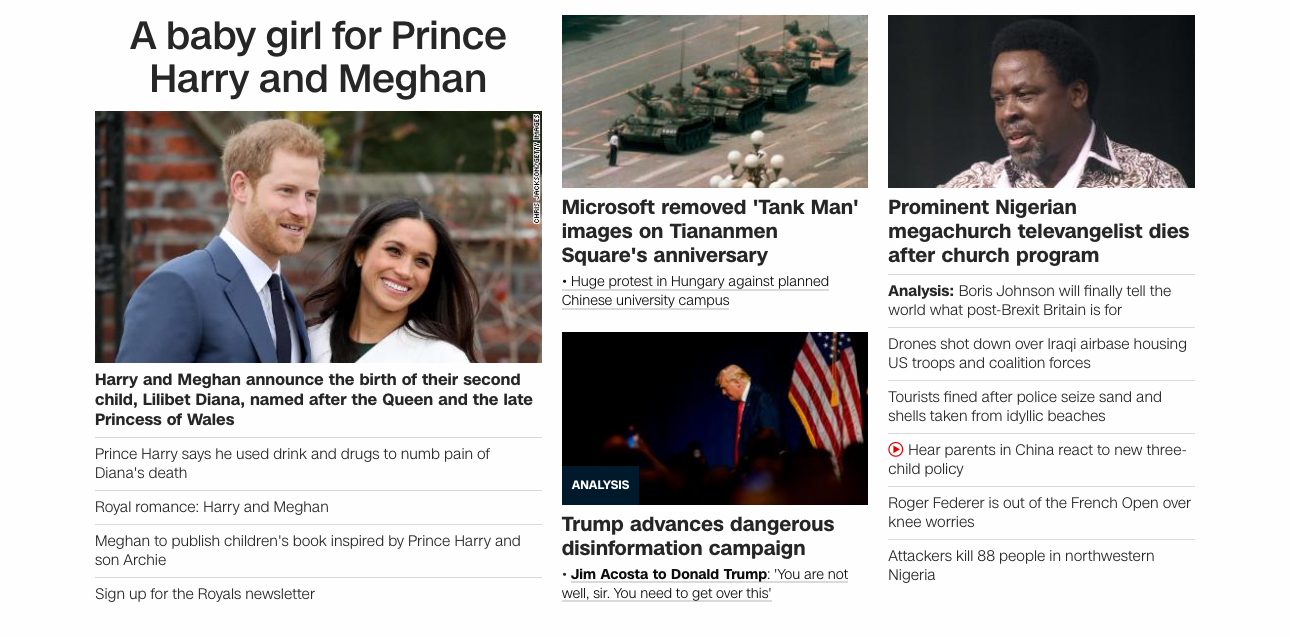 A baby girl for Prince
Harry and Meghan
CHRIS JACKSON/GETTY IMAGES
Harry and Meghan announce the birth of their second
child, Lilibet Diana, named after the Queen and the late
Princess of Wales
Prince Harry says he used drink and drugs to numb pain of
Diana's death
Royal romance: Harry and Meghan
Meghan to publish children's book inspired by Prince Harry and
son Archie
Sign up for the Royals newsletter
Microsoft removed 'Tank Man'
images on Tiananmen
Square's anniversary
• Huge protest in Hungary against planned
Chinese university campus
ANALYSIS
Trump advances dangerous
disinformation campaign
• Jim Acosta to Donald Trump: 'You are not
well, sir. You need to get over this'
Prominent Nigerian
megachurch televangelist dies
after church program
Analysis: Boris Johnson will finally tell the
world what post-Brexit Britain is for
Drones shot down over Iraqi airbase housing
US troops and coalition forces
Tourists fined after police seize sand and
shells taken from idyllic beaches
Hear parents in China react to new three-
child policy
Roger Federer is out of the French Open over
knee worries
Attackers kill 88 people in northwestern
Nigeria